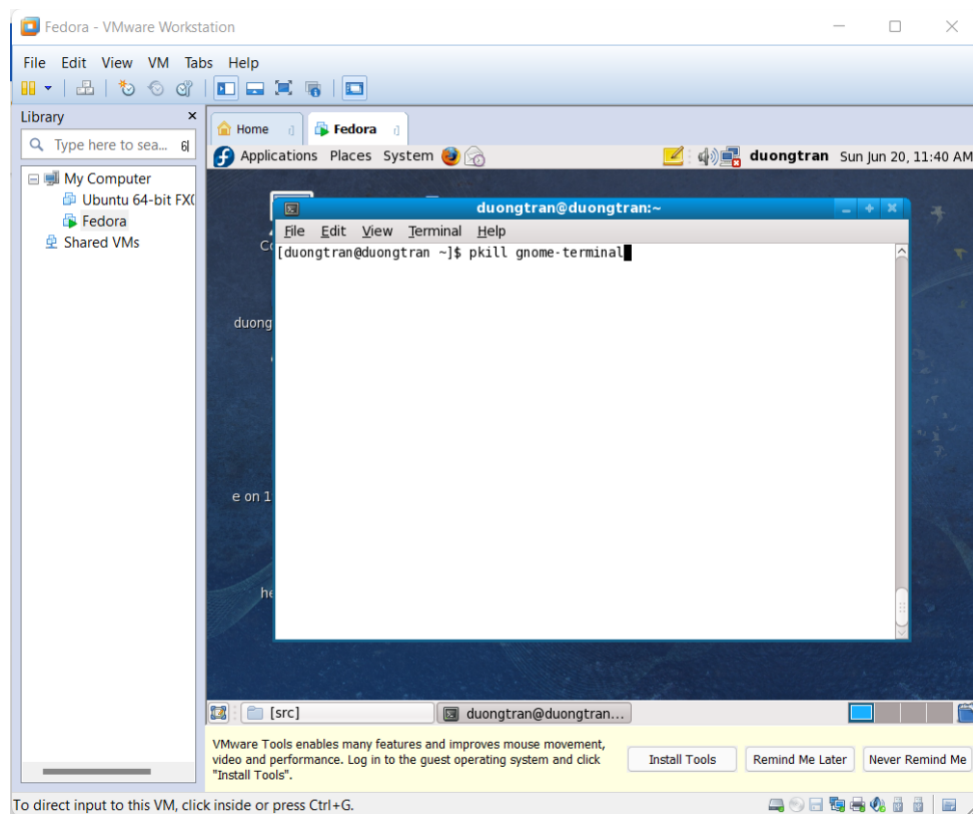 Fedora - VMware Workstation
File Edit View VM Tabs Help
Library
Type here to sea...
My Computer
Ubuntu 64-bit FX
Fedora
Shared VMs
Home
Fedora
Applications Places System
duongtran Sun Jun 20, 11:40 AM
duongtran@duongtran:~
File Edit View Terminal Help
[duongtran@duongtran ~]$ pkill gnome-terminal
Co
duong
e on 1
he
[src]
duongtran@duongtran...
VMware Tools enables many features and improves mouse movement,
video and performance. Log in to the guest operating system and click
"Install Tools".
Install Tools
Remind Me Later
Never Remind Me
To direct input to this VM, click inside or press Ctrl+G.